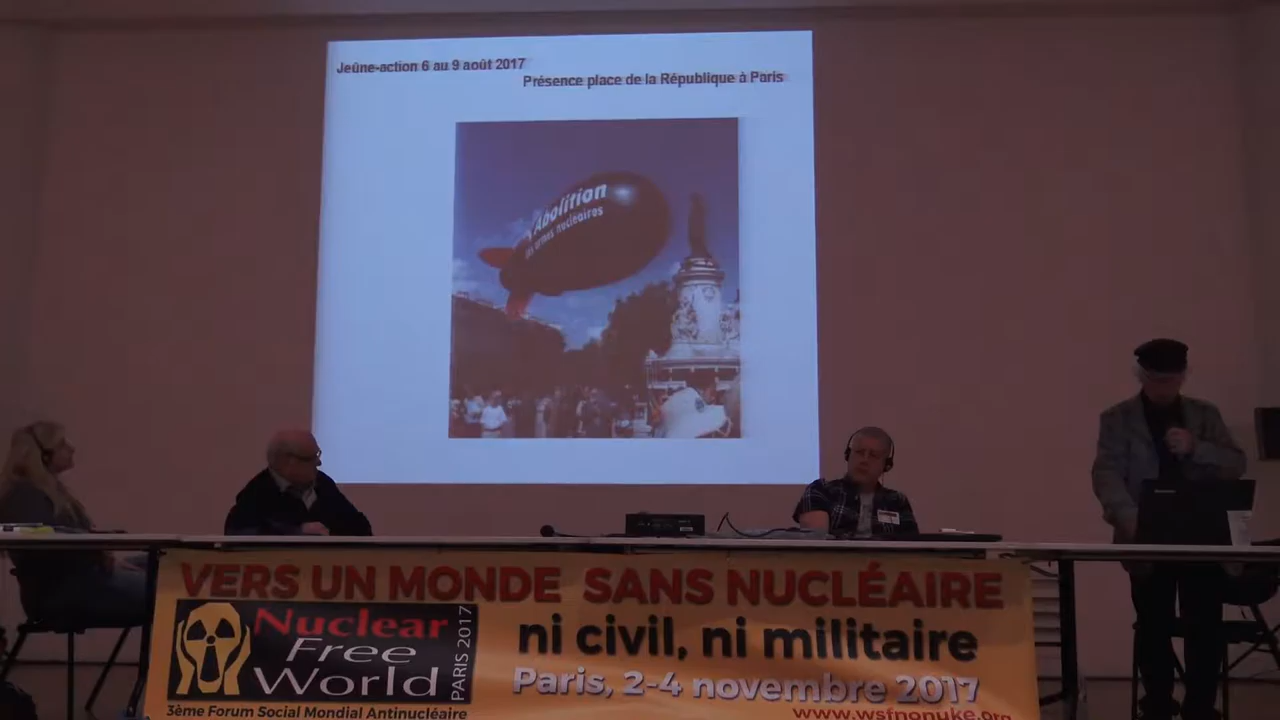 Jeûne-action 6 au 9 août 2017
Présence place de la République à Paris
Abolition
des armes nucléaires
VERS UN MONDE SANS NUCLÉAIRE
Nuclear
Free
World
PARIS 2017
ni civil, ni militaire
Paris, 2-4 novembre 2017
3ème Forum Social Mondial Antinucléaire
www.wsfnonuke.org